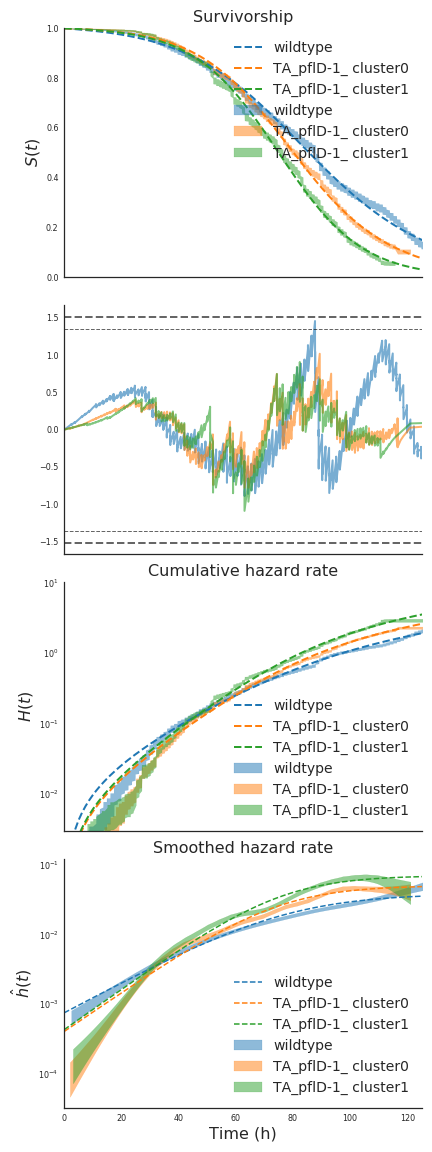 Survivorship
1.0
0.8
0.6
0.4
0.2
0.0
S(t)
wildtype
TA_pflD-1_ cluster0
TA_pflD-1_ cluster1
wildtype
TA_pflD-1_ cluster0
TA_pflD-1_ cluster1
1.5
1.0
0.5
0.0
−0.5
−1.0
−1.5
Cumulative hazard rate
10^1
10^0
10^−1
10^−2
H(t)
wildtype
TA_pflD-1_ cluster0
TA_pflD-1_ cluster1
wildtype
TA_pflD-1_ cluster0
TA_pflD-1_ cluster1
Smoothed hazard rate
10^−1
10^−2
10^−3
10^−4
ĥ(t)
wildtype
TA_pflD-1_ cluster0
TA_pflD-1_ cluster1
wildtype
TA_pflD-1_ cluster0
TA_pflD-1_ cluster1
0 20 40 60 80 100 120
Time (h)